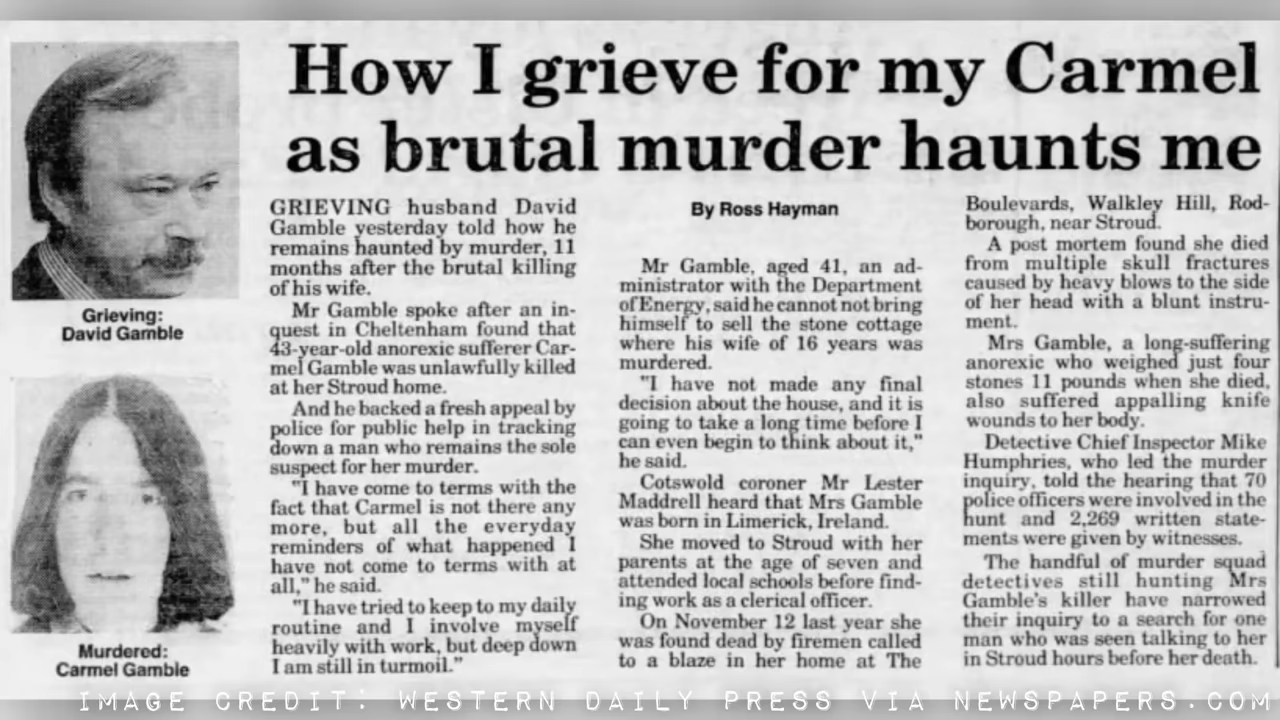 How I grieve for my Carmel
as brutal murder haunts me
Grieving:
David Gamble
Murdered:
Carmel Gamble
GRIEVING husband David
Gamble yesterday told how he
remains haunted by murder, 11
months after the brutal killing
of his wife.
Mr Gamble spoke after an in-
quest in Cheltenham found that
43-year-old anorexic sufferer Car-
mel Gamble was unlawfully killed
at her Stroud home.
And he backed a fresh appeal by
police for public help in tracking
down a man who remains the sole
suspect for her murder.
"I have come to terms with the
fact that Carmel is not there any
more, but all the everyday
reminders of what happened I
have not come to terms with at
all," he said.
"I have tried to keep to my daily
routine and I involve myself
heavily with work, but deep down
I am still in turmoil."
By Ross Hayman
Mr Gamble, aged 41, an ad-
ministrator with the Department
of Energy, said he cannot not bring
himself to sell the stone cottage
where his wife of 16 years was
murdered.
"I have not made any final
decision about the house, and it is
going to take a long time before I
can even begin to think about it,"
he said.
Cotswold coroner Mr Lester
Maddrell heard that Mrs Gamble
was born in Limerick, Ireland.
She moved to Stroud with her
parents at the age of seven and
attended local schools before find-
ing work as a clerical officer.
On November 12 last year she
was found dead by firemen called
to a blaze in her home at The
Boulevards, Walkley Hill, Rod-
borough, near Stroud.
A post mortem found she died
from multiple skull fractures
caused by heavy blows to the side
of her head with a blunt instru-
ment.
Mrs Gamble, a long-suffering
anorexic who weighed just four
stones 11 pounds when she died,
also suffered appalling knife
wounds to her body.
Detective Chief Inspector Mike
Humphries, who led the murder
inquiry, told the hearing that 70
police officers were involved in the
hunt and 2,269 written state-
ments were given by witnesses.
The handful of murder squad
detectives still hunting Mrs
Gamble's killer have narrowed
their inquiry to a search for one
man who was seen talking to her
in Stroud hours before her death.
IMAGE CREDIT: WESTERN DAILY PRESS VIA NEWSPAPERS.COM